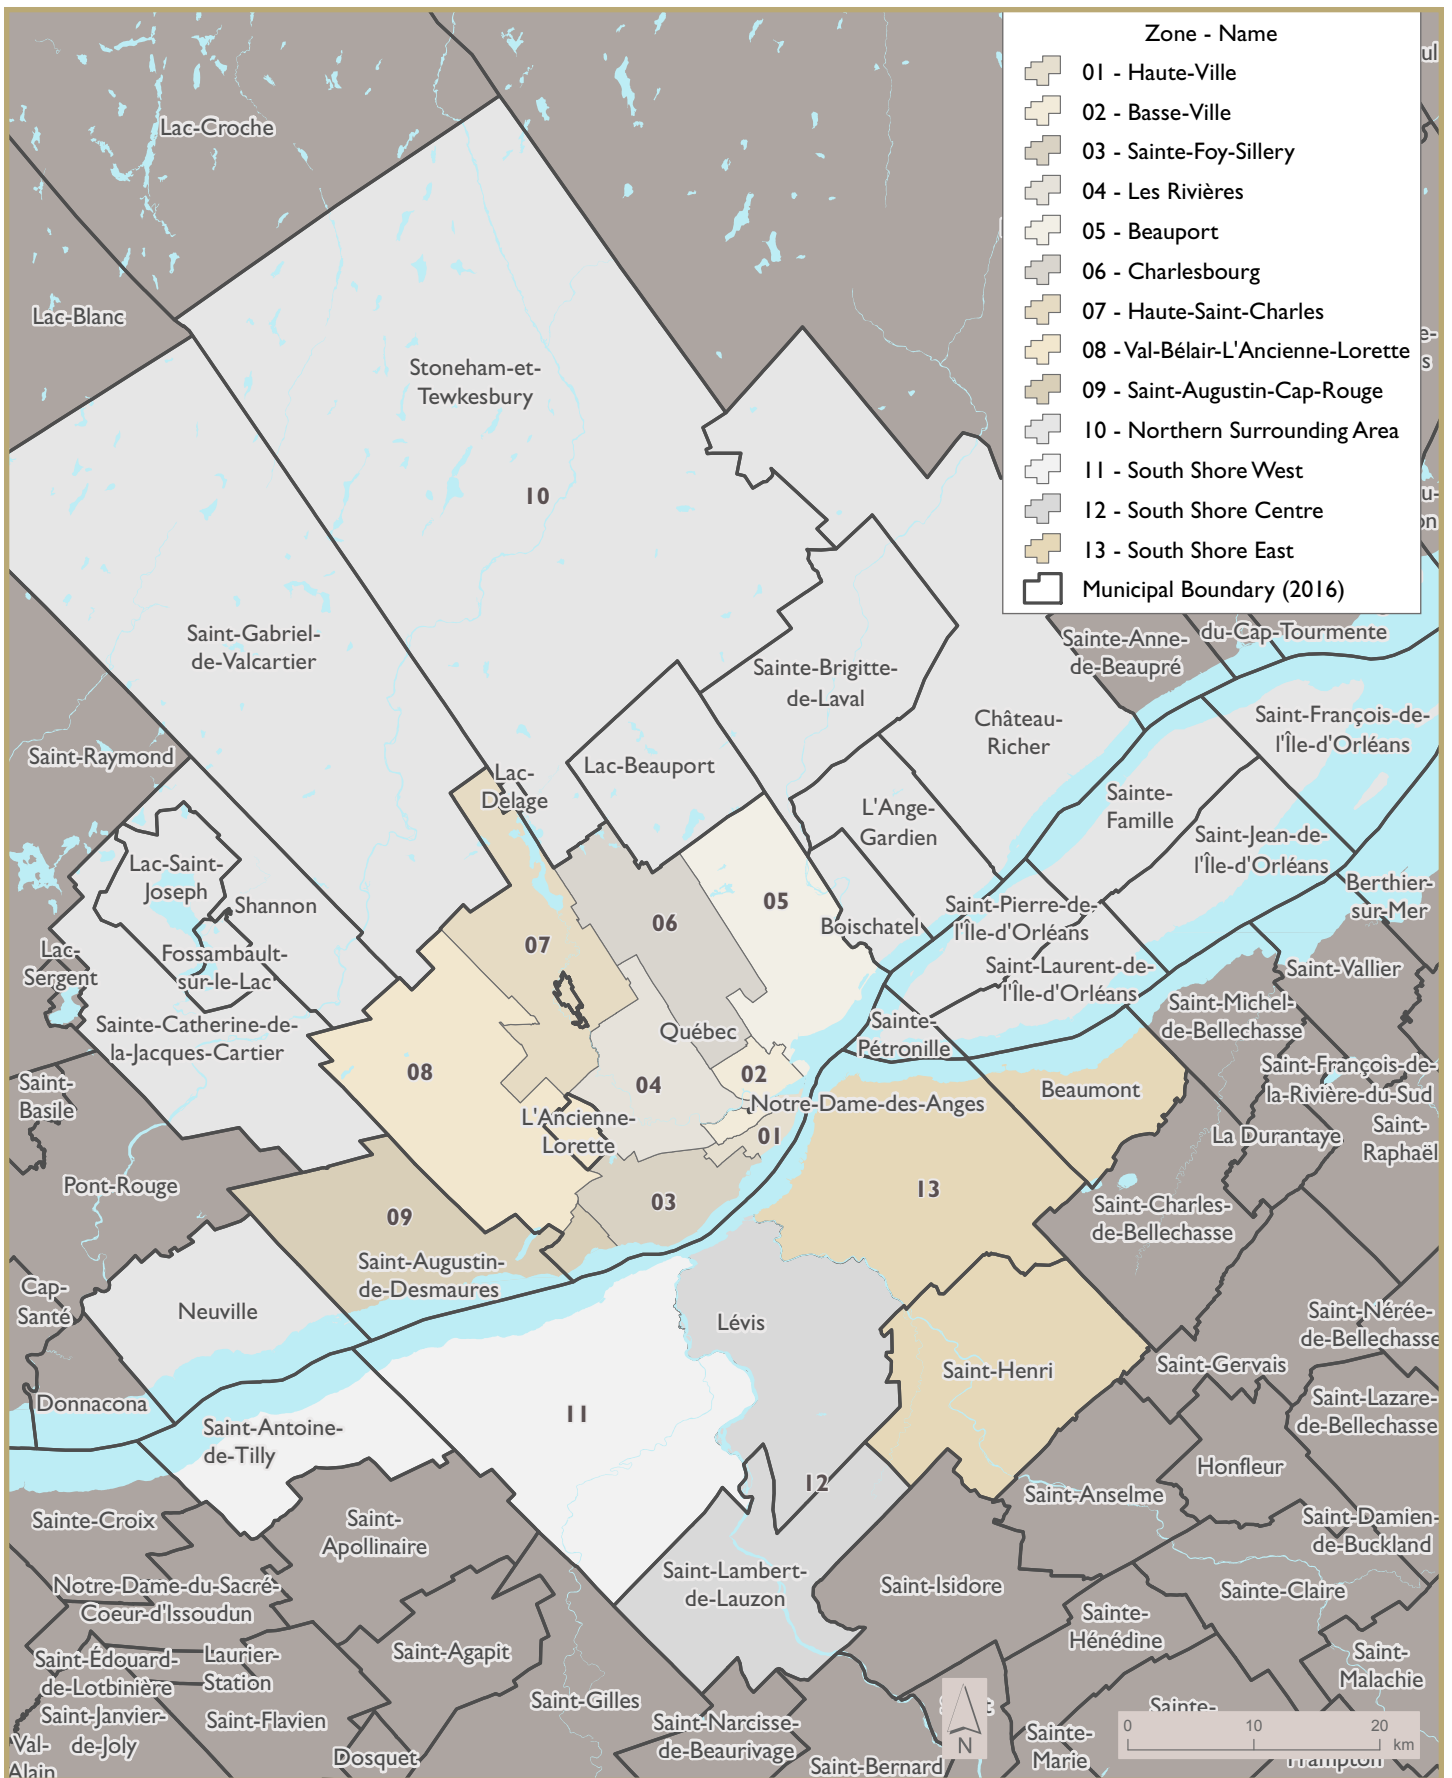 Zone - Name
01 - Haute-Ville
02 - Basse-Ville
03 - Sainte-Foy-Sillery
04 - Les Rivières
05 - Beauport
06 - Charlesbourg
07 - Haute-Saint-Charles
08 - Val-Bélair-L'Ancienne-Lorette
09 - Saint-Augustin-Cap-Rouge
10 - Northern Surrounding Area
11 - South Shore West
12 - South Shore Centre
13 - South Shore East
Municipal Boundary (2016)
Lac-Croche
Lac-Blanc
Stoneham-et-
Tewkesbury
10
Saint-Gabriel-
de-Valcartier
Sainte-Anne-
de-Beaupré
du-Cap-Tourmente
Sainte-Brigitte-
de-Laval
Château-
Richer
Saint-François-de-
l'Île-d'Orléans
Saint-Raymond
Lac-
Delage
Lac-Beauport
L'Ange-
Gardien
Sainte-
Famille
Saint-Jean-de-
l'Île-d'Orléans
Lac-Saint-
Joseph
Shannon
Berthier-
sur-Mer
05
06
07
Boischatel
Saint-Pierre-de-
l'Île-d'Orléans
Lac-
Sergent
Fossambault-
sur-le-Lac
Saint-Laurent-de-
l'Île-d'Orléans
Saint-Vallier
Saint-Michel-
de-Bellechasse
Sainte-Catherine-de-
la-Jacques-Cartier
Québec
Sainte-
Pétronille
Saint-
Basile
08
04
02
Beaumont
Saint-François-de-
la-Rivière-du-Sud
L'Ancienne-
Lorette
Notre-Dame-des-Anges
01
La Durantaye
Saint-
Raphaël
Pont-Rouge
09
03
13
Saint-Charles-
de-Bellechasse
Saint-Augustin-
de-Desmaures
Cap-
Santé
Neuville
Lévis
Saint-Nérée-
de-Bellechasse
Saint-Henri
Saint-Gervais
Donnacona
Saint-Antoine-
de-Tilly
11
Saint-Lazare-
de-Bellechasse
12
Honfleur
Saint-Anselme
Sainte-Croix
Saint-
Apollinaire
Saint-Damien-
de-Buckland
Notre-Dame-du-Sacré-
Coeur-d'Issoudun
Saint-Lambert-
de-Lauzon
Saint-Isidore
Sainte-Claire
Sainte-
Hénédine
Saint-Édouard-
de-Lotbinière
Laurier-
Station
Saint-Agapit
Saint-
Malachie
Saint-Janvier-
de-Joly
Saint-Flavien
Saint-Gilles
Saint-Narcisse-
de-Beaurivage
Sainte-
Marie
Sainte-
Val-
Alain
Dosquet
Saint-Bernard
Frampton
N
0 10 20
km